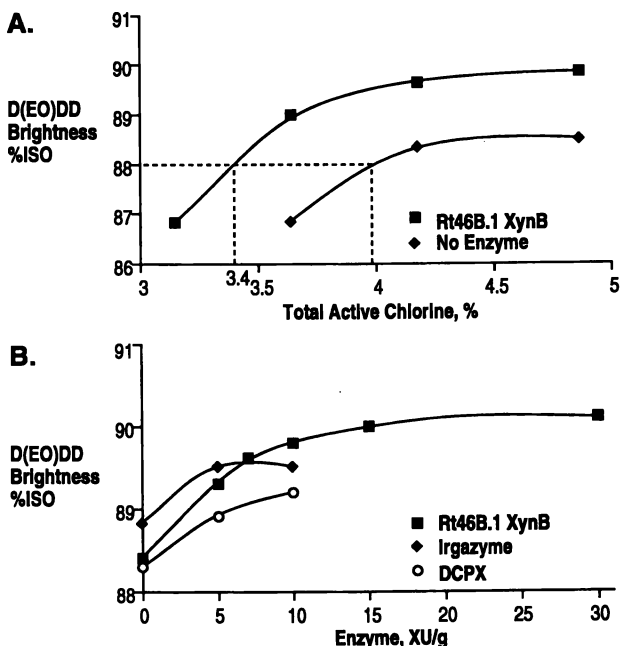 A.
91
90
D(EO)DD
89
Brightness
%ISO
88
87
Rt46B.1 XynB
No Enzyme
86
3
3.4
3.5
4
4.5
5
Total Active Chlorine, %
B.
91
90
D(EO)DD
Brightness
%ISO
89
Rt46B.1 XynB
Irgazyme
DCPX
88
0
5
10
15
20
25
30
Enzyme, XU/g